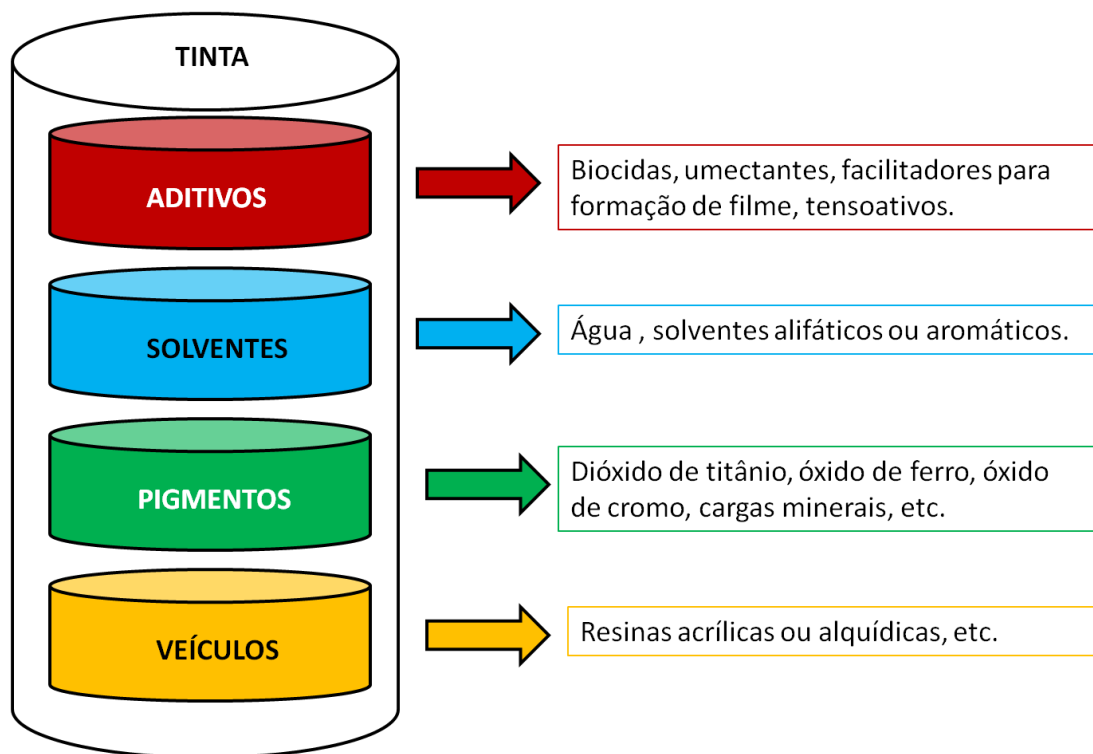 TINTA
ADITIVOS
Biocidas, umectantes, facilitadores para
formação de filme, tensoativos.
SOLVENTES
Água , solventes alifáticos ou aromáticos.
PIGMENTOS
Dióxido de titânio, óxido de ferro, óxido
de cromo, cargas minerais, etc.
VEÍCULOS
Resinas acrílicas ou alquídicas, etc.